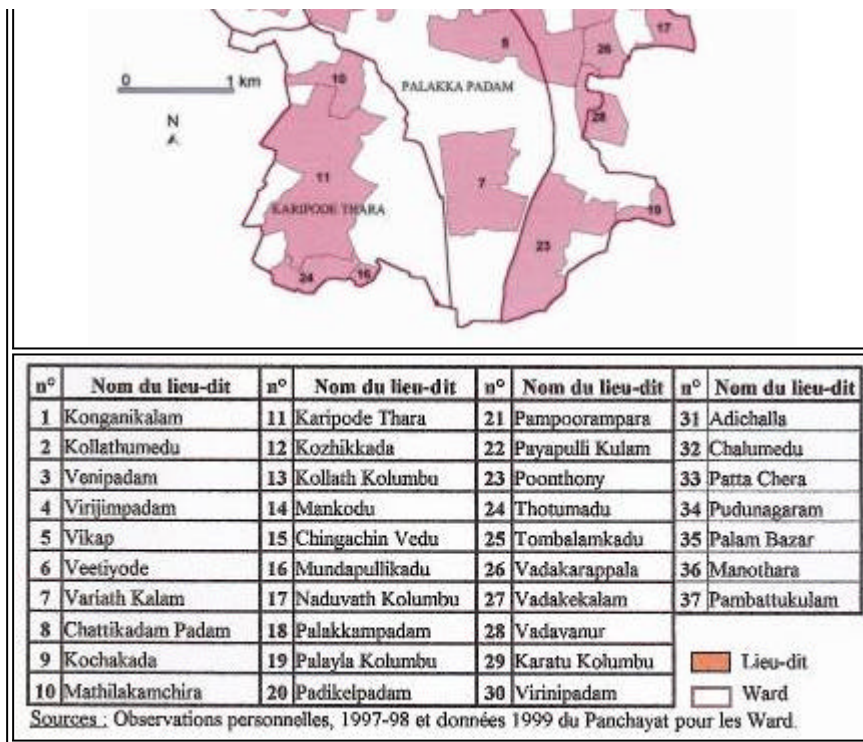 17
26
0 1 km
10
PALAKKA PADAM
28
N
11
7
KARIPODE THARA
19
23
24
16
n° Nom du lieu-dit n° Nom du lieu-dit n° Nom du lieu-dit n° Nom du lieu-dit
1 Konganikalam 11 Karipode Thara 21 Pampoorampara 31 Adichalla
2 Kollathumedu 12 Kozhikkada 22 Payapulli Kulam 32 Chalumedu
3 Venipadam 13 Kollath Kolumbu 23 Poonthony 33 Patta Chera
4 Virijimpadam 14 Mankodu 24 Thotumadu 34 Pudunagaram
5 Vikap 15 Chingachin Vedu 25 Tombalamkadu 35 Palam Bazar
6 Veetiyode 16 Mundapullikadu 26 Vadakarappala 36 Manothara
7 Variath Kalam 17 Naduvath Kolumbu 27 Vadakekalam 37 Pambattukulam
8 Chattikadam Padam 18 Palakkampadam 28 Vadavanur
9 Kochakada 19 Palayla Kolumbu 29 Karatu Kolumbu Lieu-dit
10 Mathilakamchira 20 Padikelpadam 30 Virinipadam Ward
Sources : Observations personnelles, 1997-98 et données 1999 du Panchayat pour les Ward.